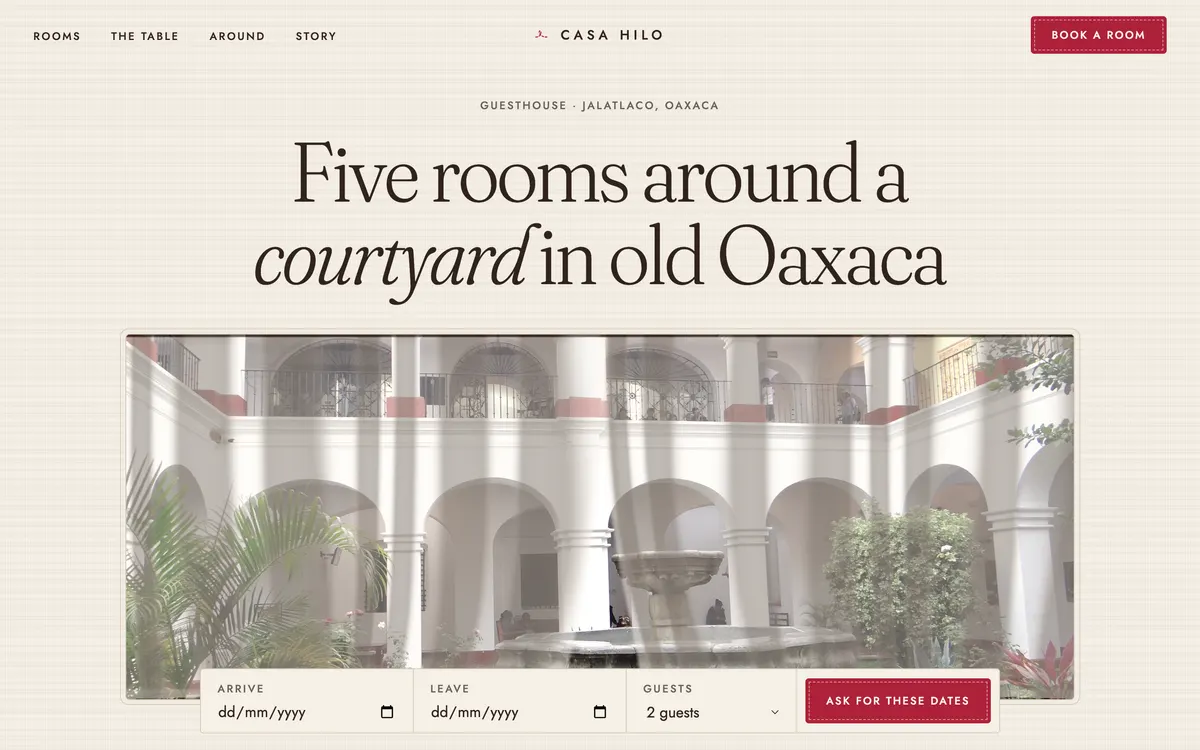 ROOMS THE TABLE AROUND STORY CASA HILO BOOK A ROOM
GUESTHOUSE · JALATLACO, OAXACA
Five rooms around a
courtyard in old Oaxaca
ARRIVE LEAVE GUESTS
dd/mm/yyyy dd/mm/yyyy 2 guests ASK FOR THESE DATES